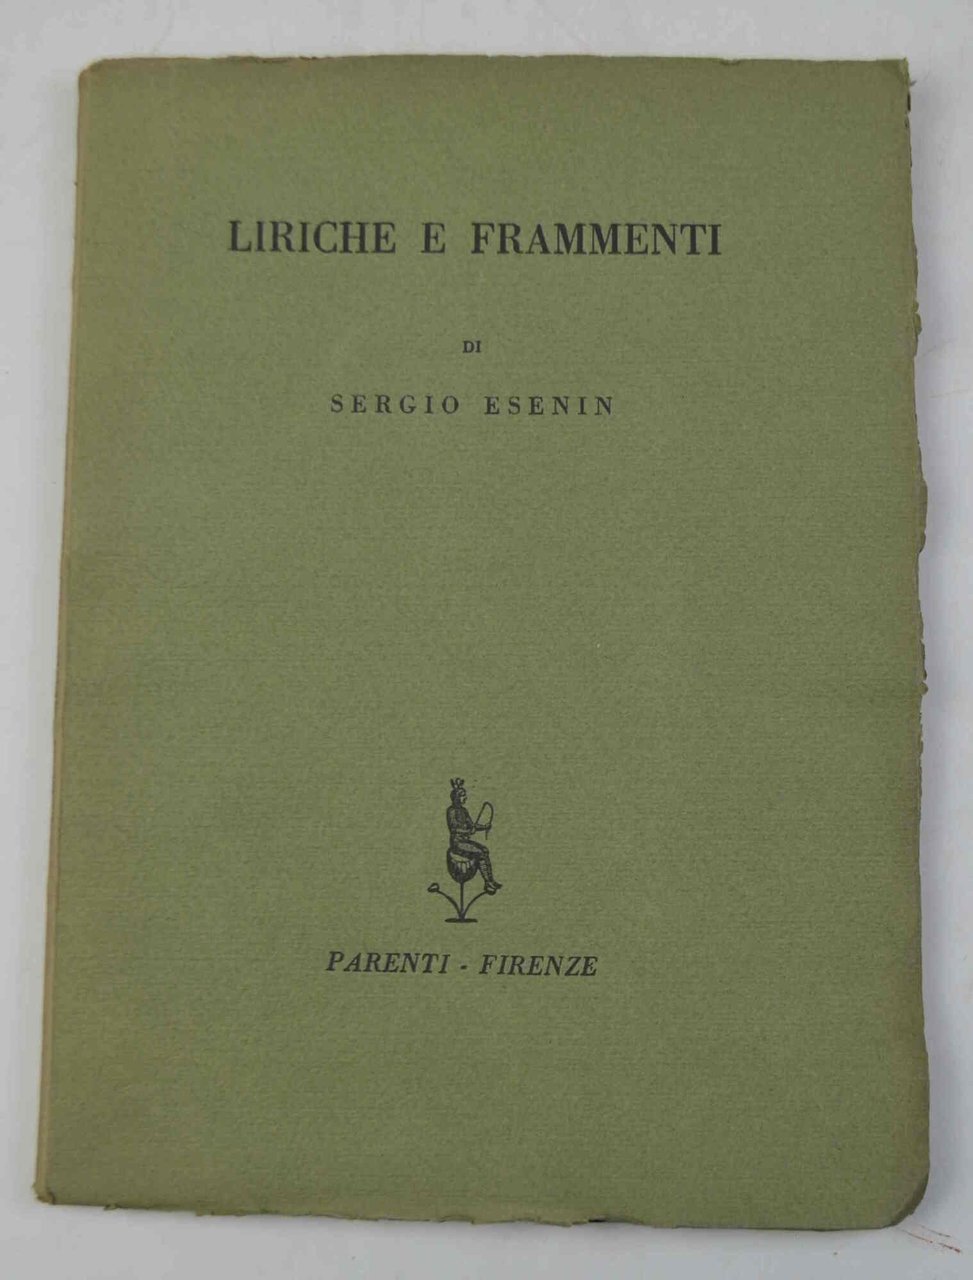 LIRICHE E FRAMMENTI
DI
SERGIO ESENIN
PARENTI - FIRENZE